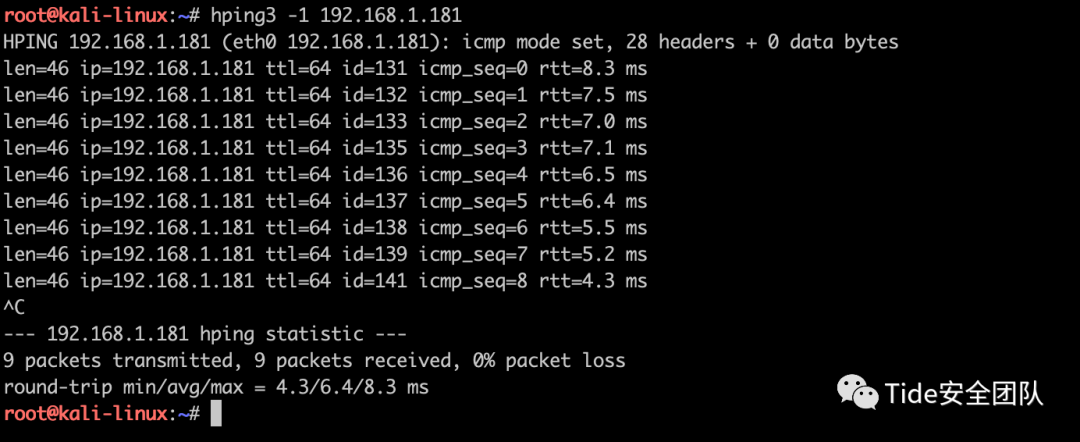 root@kali-linux:~# hping3 -1 192.168.1.181
HPING 192.168.1.181 (eth0 192.168.1.181): icmp mode set, 28 headers + 0 data bytes
len=46 ip=192.168.1.181 ttl=64 id=131 icmp_seq=0 rtt=8.3 ms
len=46 ip=192.168.1.181 ttl=64 id=132 icmp_seq=1 rtt=7.5 ms
len=46 ip=192.168.1.181 ttl=64 id=133 icmp_seq=2 rtt=7.0 ms
len=46 ip=192.168.1.181 ttl=64 id=135 icmp_seq=3 rtt=7.1 ms
len=46 ip=192.168.1.181 ttl=64 id=136 icmp_seq=4 rtt=6.5 ms
len=46 ip=192.168.1.181 ttl=64 id=137 icmp_seq=5 rtt=6.4 ms
len=46 ip=192.168.1.181 ttl=64 id=138 icmp_seq=6 rtt=5.5 ms
len=46 ip=192.168.1.181 ttl=64 id=139 icmp_seq=7 rtt=5.2 ms
len=46 ip=192.168.1.181 ttl=64 id=141 icmp_seq=8 rtt=4.3 ms
^C
--- 192.168.1.181 hping statistic ---
9 packets transmitted, 9 packets received, 0% packet loss
round-trip min/avg/max = 4.3/6.4/8.3 ms
root@kali-linux:~#
Tide安全团队